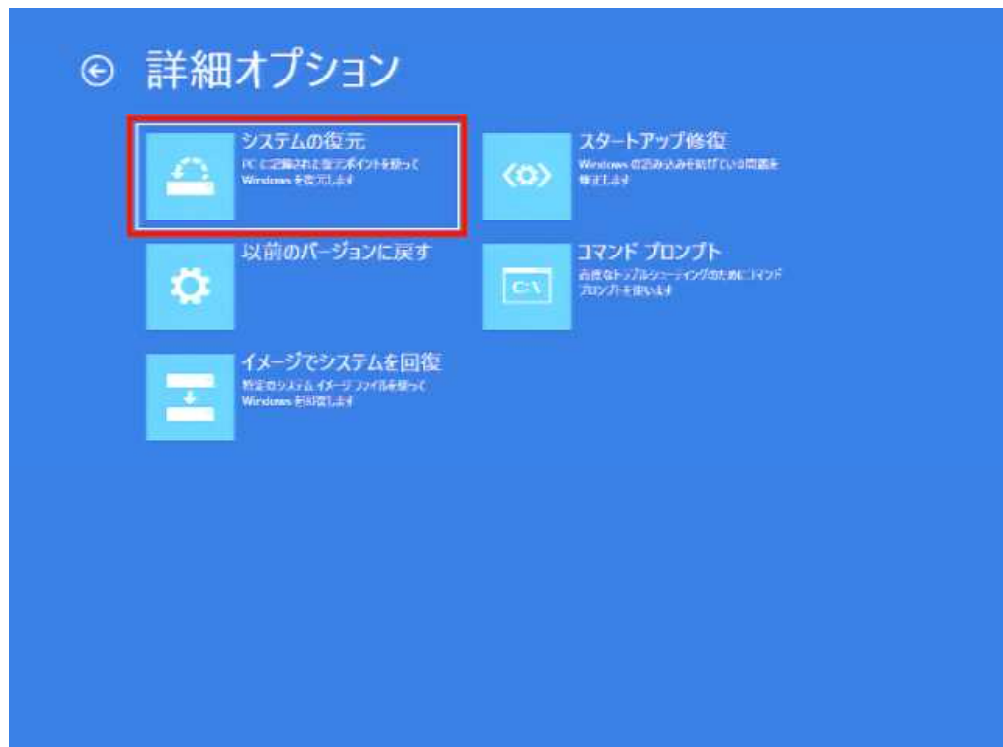 詳細オプション
システムの復元
PC に記録された復元ポイントを使って
Windows を復元します
スタートアップ修復
Windows の読み込みを妨げている問題を
修正します
以前のバージョンに戻す
コマンド プロンプト
高度なトラブルシューティングのためにコマンド
プロンプトを使います
C:\
イメージでシステムを回復
特定のシステム イメージ ファイルを使って
Windows を回復します